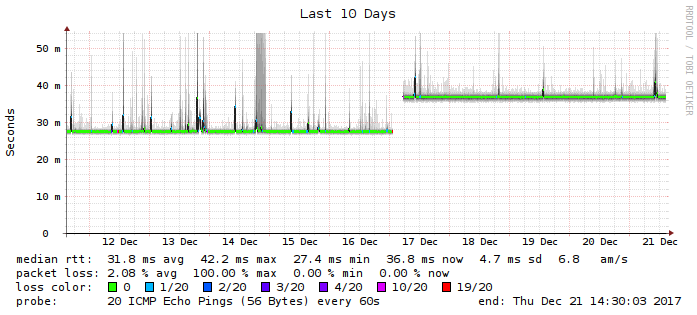 Last 10 Days
RRDTOOL / TOBI OETIKER
Seconds
50 m
40 m
30 m
20 m
10 m
0
12 Dec 13 Dec 14 Dec 15 Dec 16 Dec 17 Dec 18 Dec 19 Dec 20 Dec 21 Dec
median rtt: 31.8 ms avg 42.2 ms max 27.4 ms min 36.8 ms now 4.7 ms sd 6.8 am/s
packet loss: 2.08 % avg 100.00 % max 0.00 % min 0.00 % now
loss color: 0 1/20 2/20 3/20 4/20 10/20 19/20
probe: 20 ICMP Echo Pings (56 Bytes) every 60s end: Thu Dec 21 14:30:03 2017